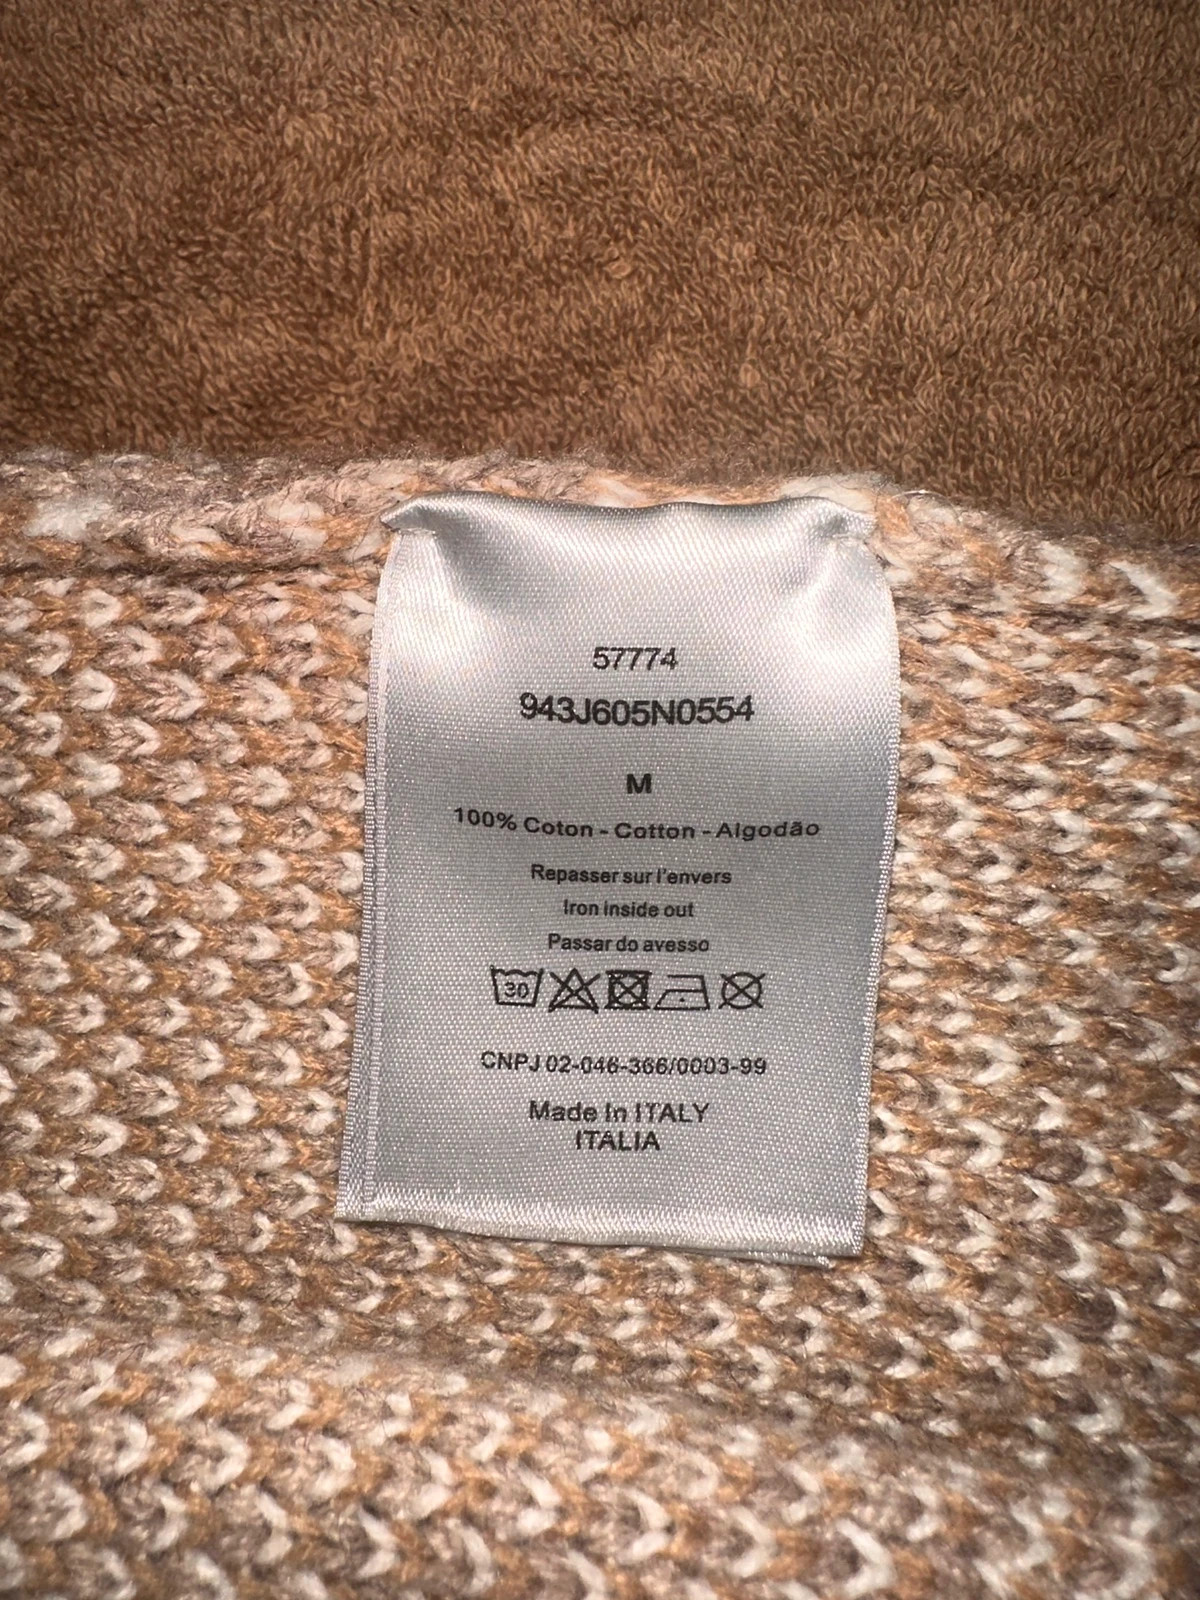 57774
943J605N0554
M
100% Coton - Cotton - Algodão
Repasser sur l'envers
Iron inside out
Passar do avesso
30
CNPJ 02-046-366/0003-99
Made In ITALY
ITALIA